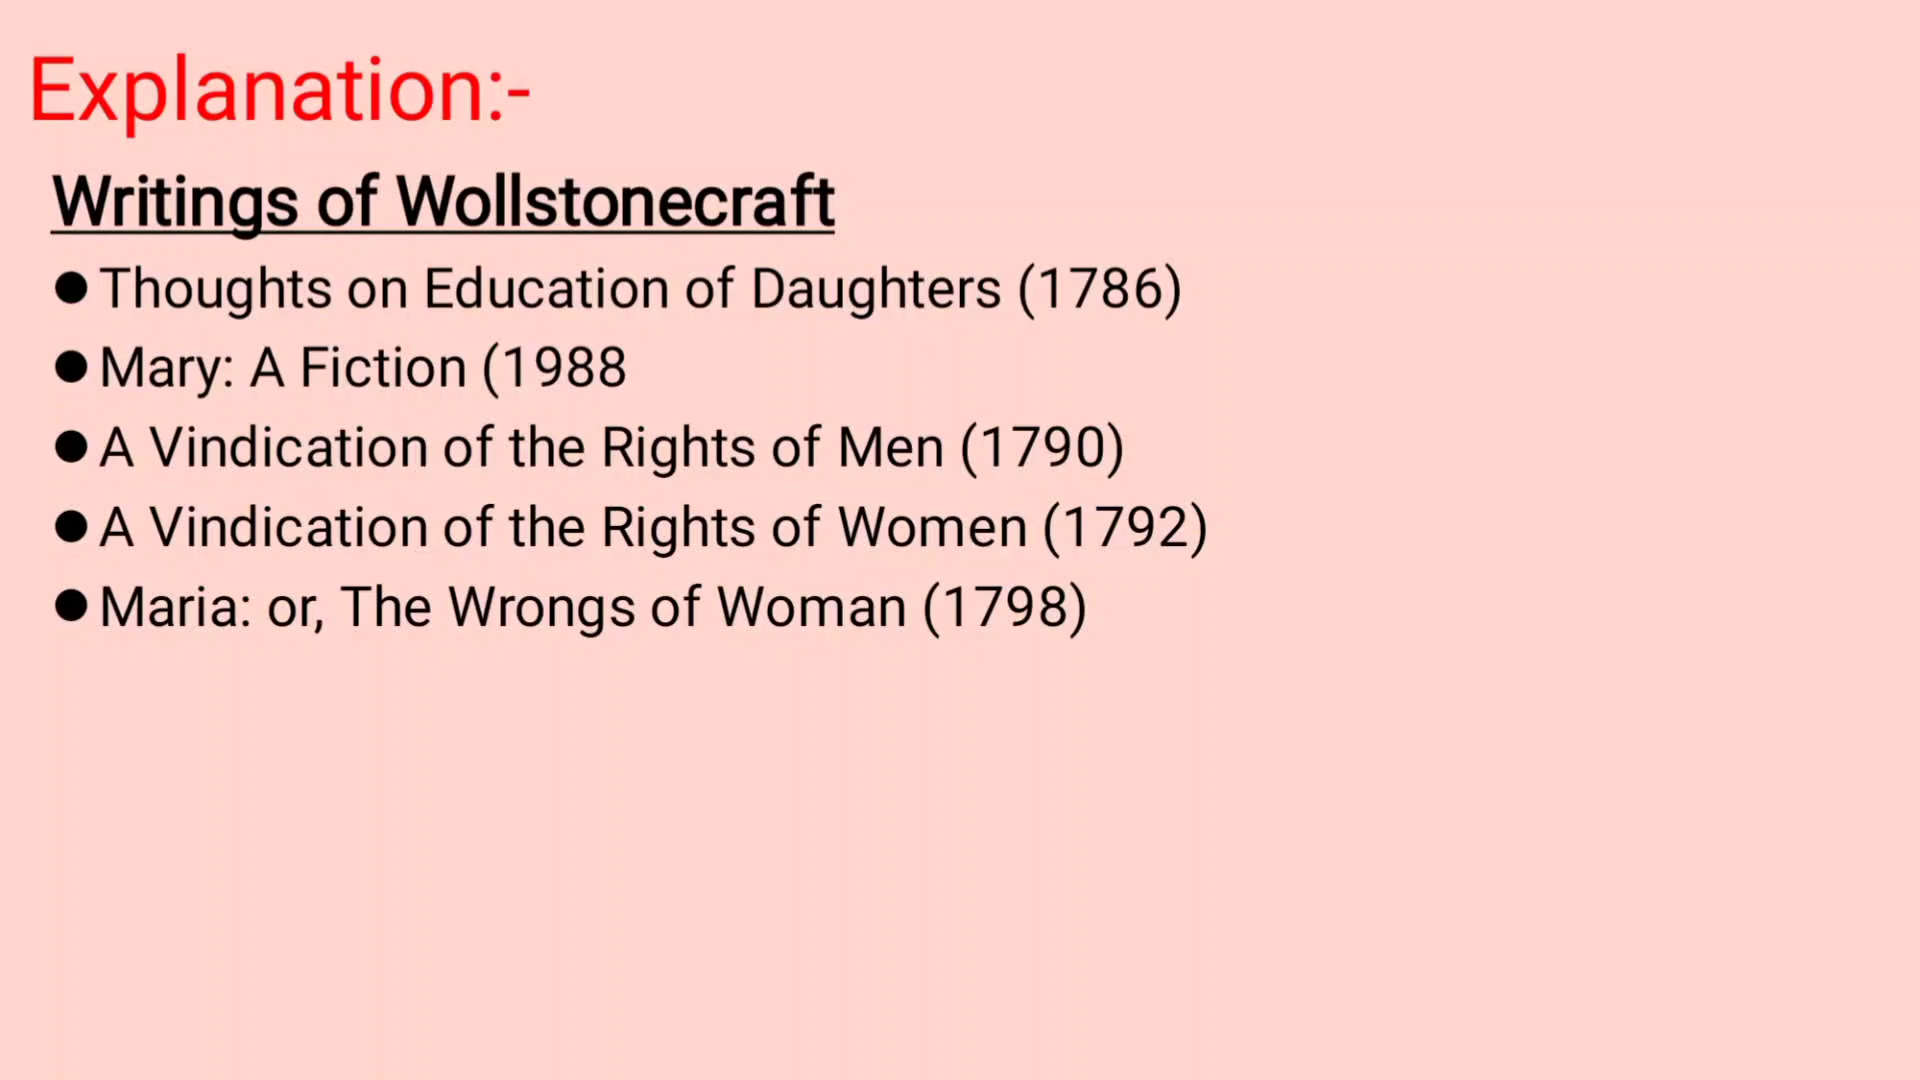 Explanation:-
Writings of Wollstonecraft
● Thoughts on Education of Daughters (1786)
● Mary: A Fiction (1988
● A Vindication of the Rights of Men (1790)
● A Vindication of the Rights of Women (1792)
● Maria: or, The Wrongs of Woman (1798)